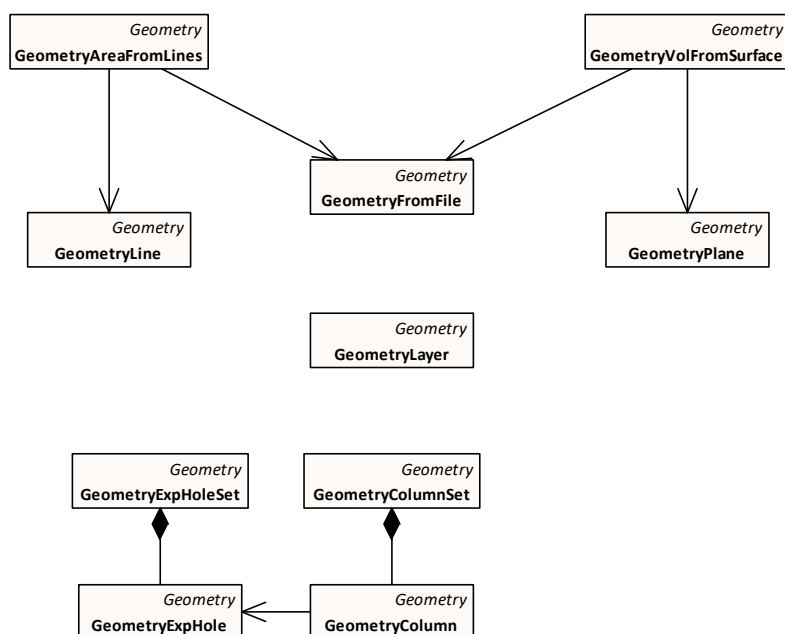 Geometry
GeometryAreaFromLines
Geometry
GeometryVolFromSurface
Geometry
GeometryFromFile
Geometry
GeometryLine
Geometry
GeometryPlane
Geometry
GeometryLayer
Geometry
GeometryExpHoleSet
Geometry
GeometryColumnSet
Geometry
GeometryExpHole
Geometry
GeometryColumn